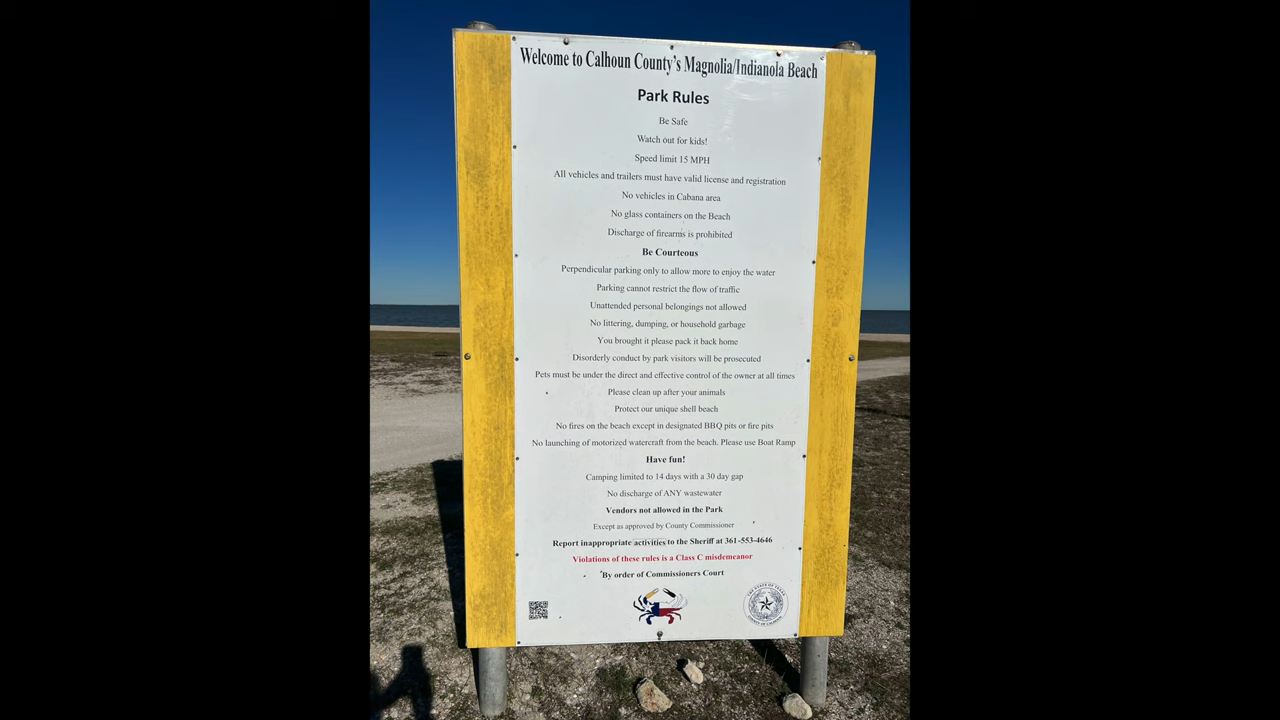 Welcome to Calhoun County's Magnolia/Indianola Beach
Park Rules
Be Safe
Watch out for kids!
Speed limit 15 MPH
All vehicles and trailers must have valid license and registration
No vehicles in Cabana area
No glass containers on the Beach
Discharge of firearms is prohibited
Be Courteous
Perpendicular parking only to allow more to enjoy the water
Parking cannot restrict the flow of traffic
Unattended personal belongings not allowed
No littering, dumping, or household garbage
You brought it please pack it back home
Disorderly conduct by park visitors will be prosecuted
Pets must be under the direct and effective control of the owner at all times
Please clean up after your animals
Protect our unique shell beach
No fires on the beach except in designated BBQ pits or fire pits
No launching of motorized watercraft from the beach. Please use Boat Ramp
Have fun!
Camping limited to 14 days with a 30 day gap
No discharge of ANY wastewater
Vendors not allowed in the Park
Except as approved by County Commissioner
Report inappropriate activities to the Sheriff at 361-553-4646
Violations of these rules is a Class C misdemeanor
By order of Commissioners Court
THE STATE OF TEXAS
COUNTY OF CALHOUN